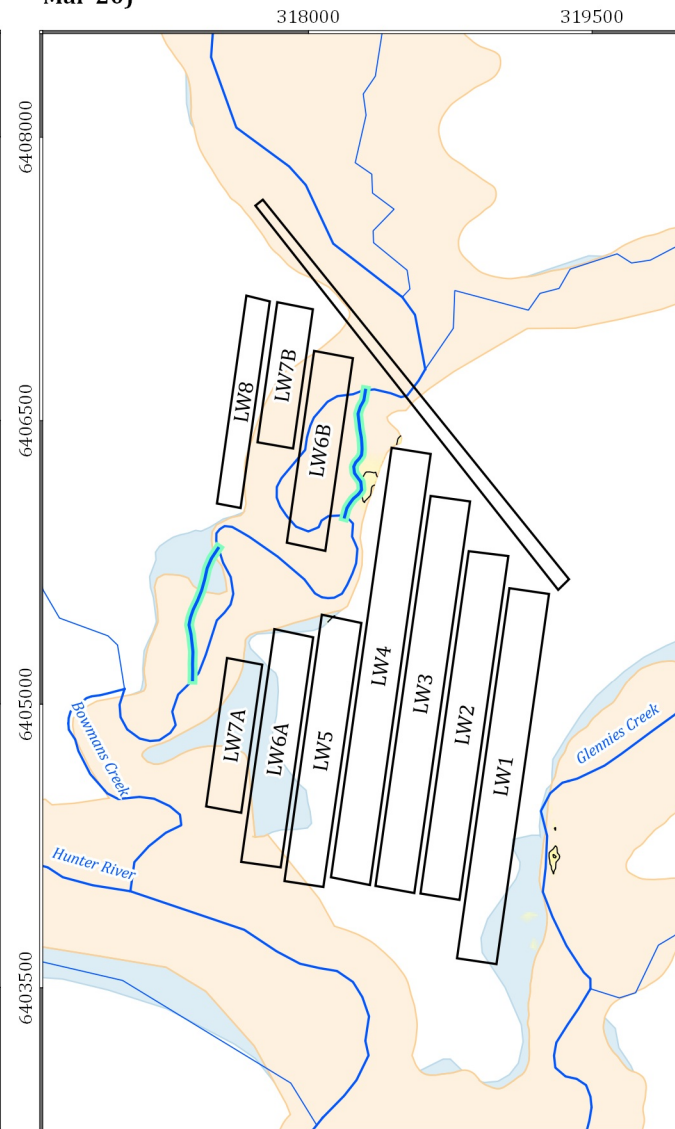 318000
319500
6408000
6406500
6405000
6403500
LW8
LW7B
LW6B
LW4
LW3
LW2
LW1
LW5
LW6A
LW7A
Bowmans Creek
Glennies Creek
Hunter River